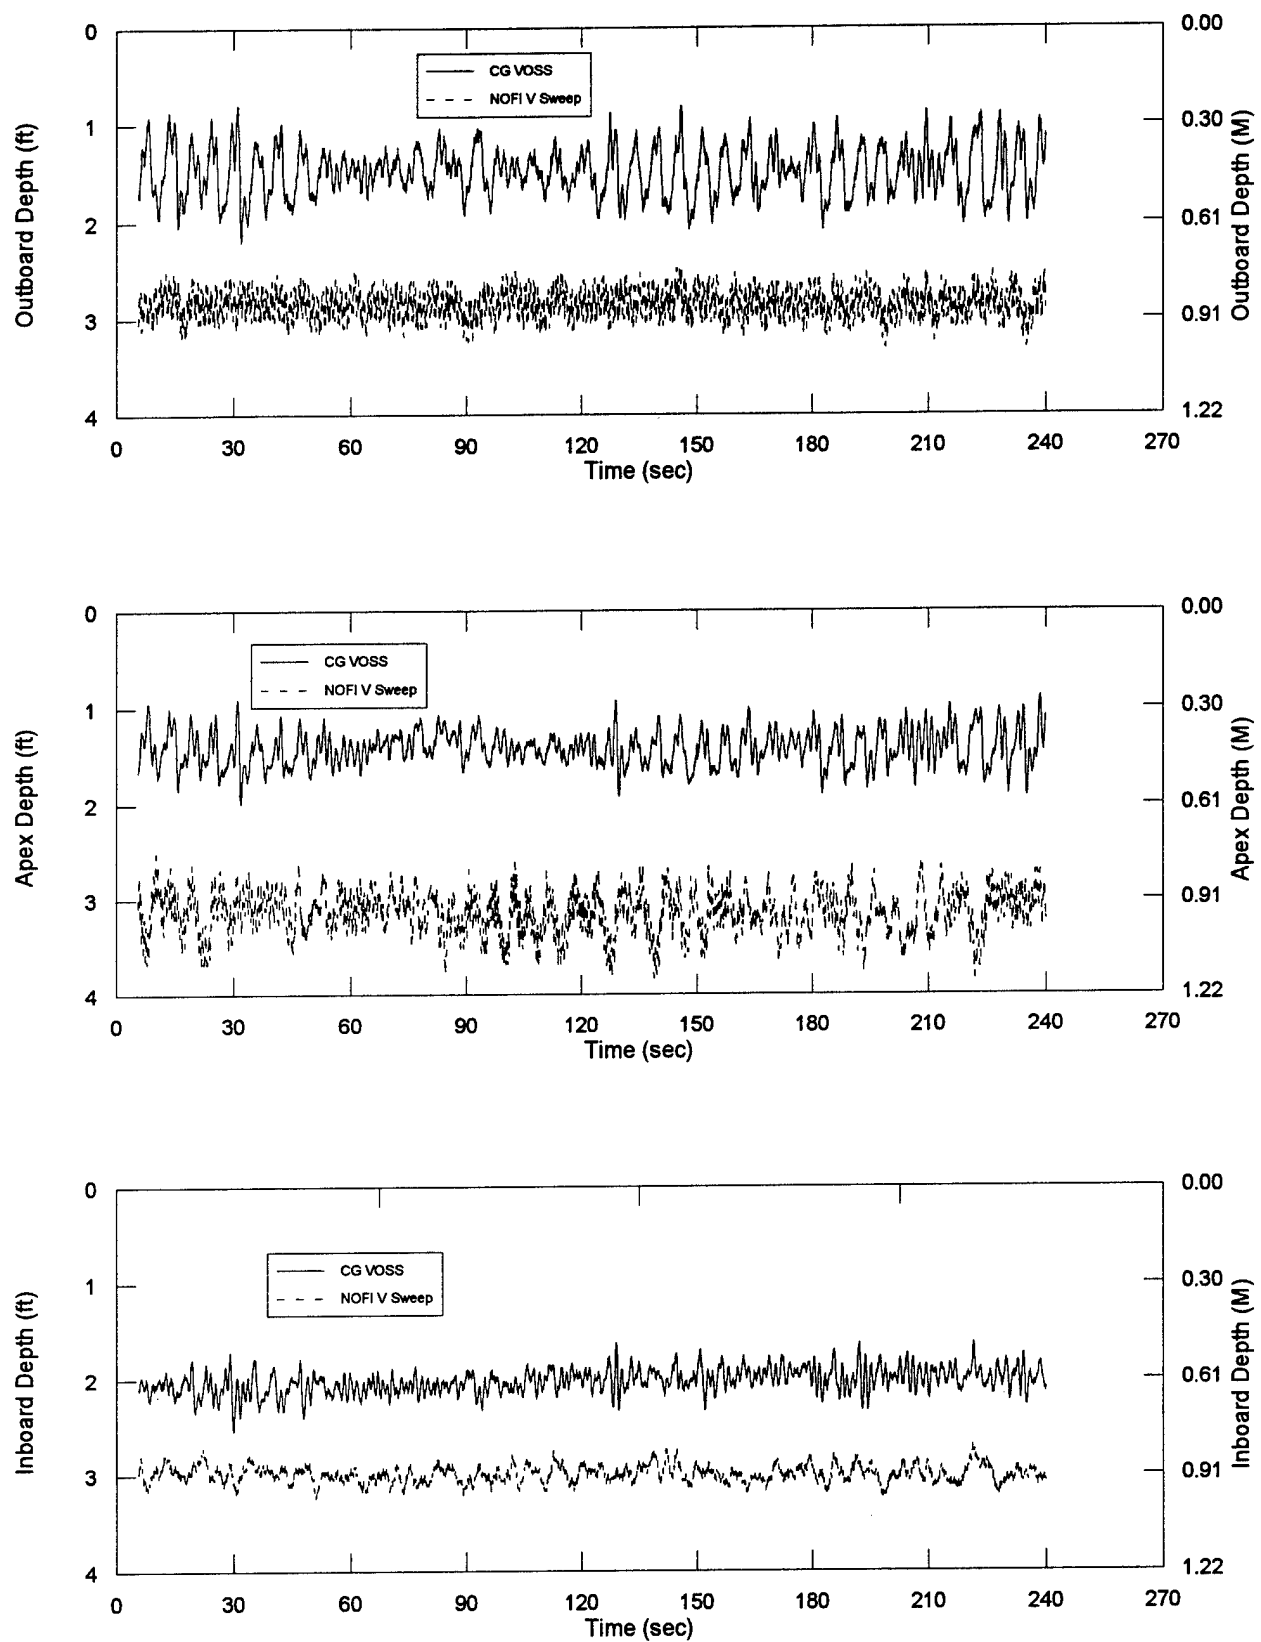 0
1
2
3
4
Outboard Depth (ft)
CG VOSS
NOFI V Sweep
0.00
0.30
0.61
0.91
1.22
Outboard Depth (M)
0 30 60 90 120 150 180 210 240 270
Time (sec)
0
1
2
3
4
Apex Depth (ft)
CG VOSS
NOFI V Sweep
0.00
0.30
0.61
0.91
1.22
Apex Depth (M)
0 30 60 90 120 150 180 210 240 270
Time (sec)
0
1
2
3
4
Inboard Depth (ft)
CG VOSS
NOFI V Sweep
0.00
0.30
0.61
0.91
1.22
Inboard Depth (M)
0 30 60 90 120 150 180 210 240 270
Time (sec)